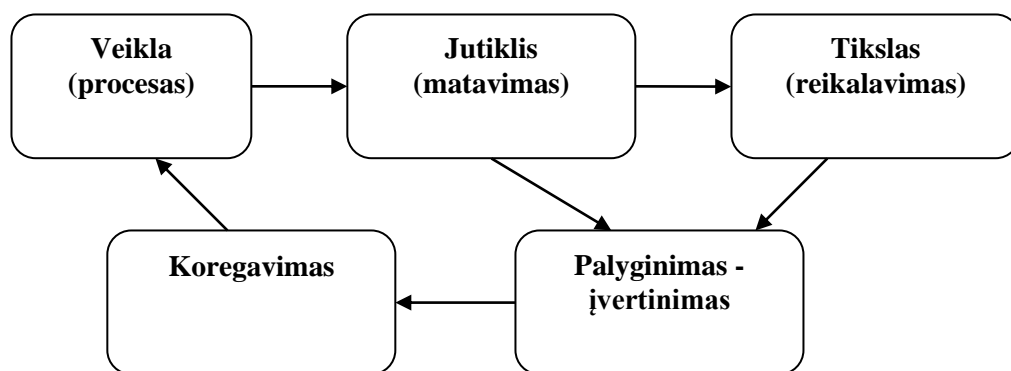 Veikla
(procesas)
Jutiklis
(matavimas)
Tikslas
(reikalavimas)
Koregavimas
Palyginimas -
įvertinimas